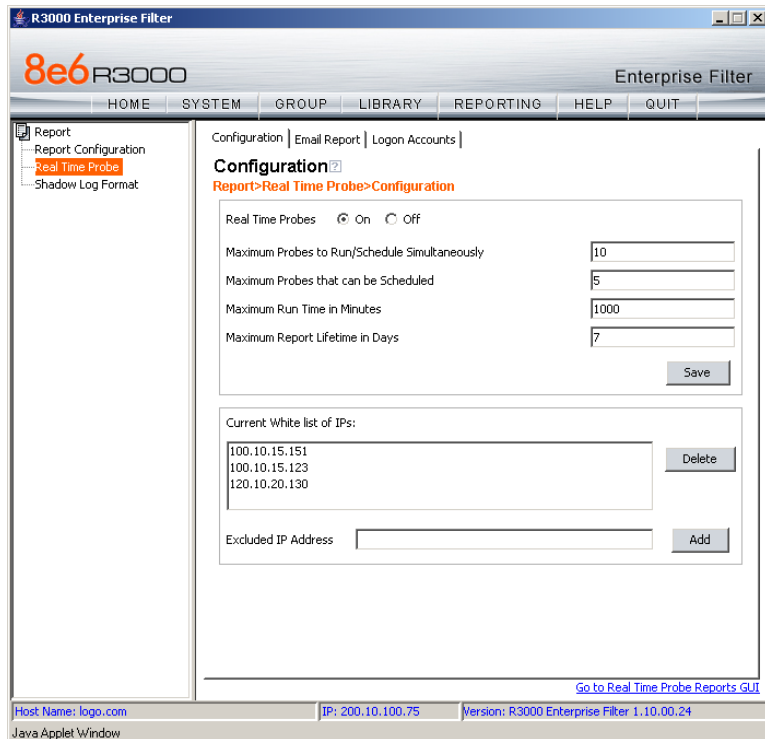 R3000 Enterprise Filter
8e6 R3000
Enterprise Filter
HOME SYSTEM GROUP LIBRARY REPORTING HELP QUIT
Report
Report Configuration
Real Time Probe
Shadow Log Format
Configuration Email Report Logon Accounts
Configuration ?
Report>Real Time Probe>Configuration
Real Time Probes On Off
Maximum Probes to Run/Schedule Simultaneously 10
Maximum Probes that can be Scheduled 5
Maximum Run Time in Minutes 1000
Maximum Report Lifetime in Days 7
Save
Current White list of IPs:
100.10.15.151
100.10.15.123
120.10.20.130
Delete
Excluded IP Address Add
Go to Real Time Probe Reports GUI
Host Name: logo.com IP: 200.10.100.75 Version: R3000 Enterprise Filter 1.10.00.24
Java Applet Window